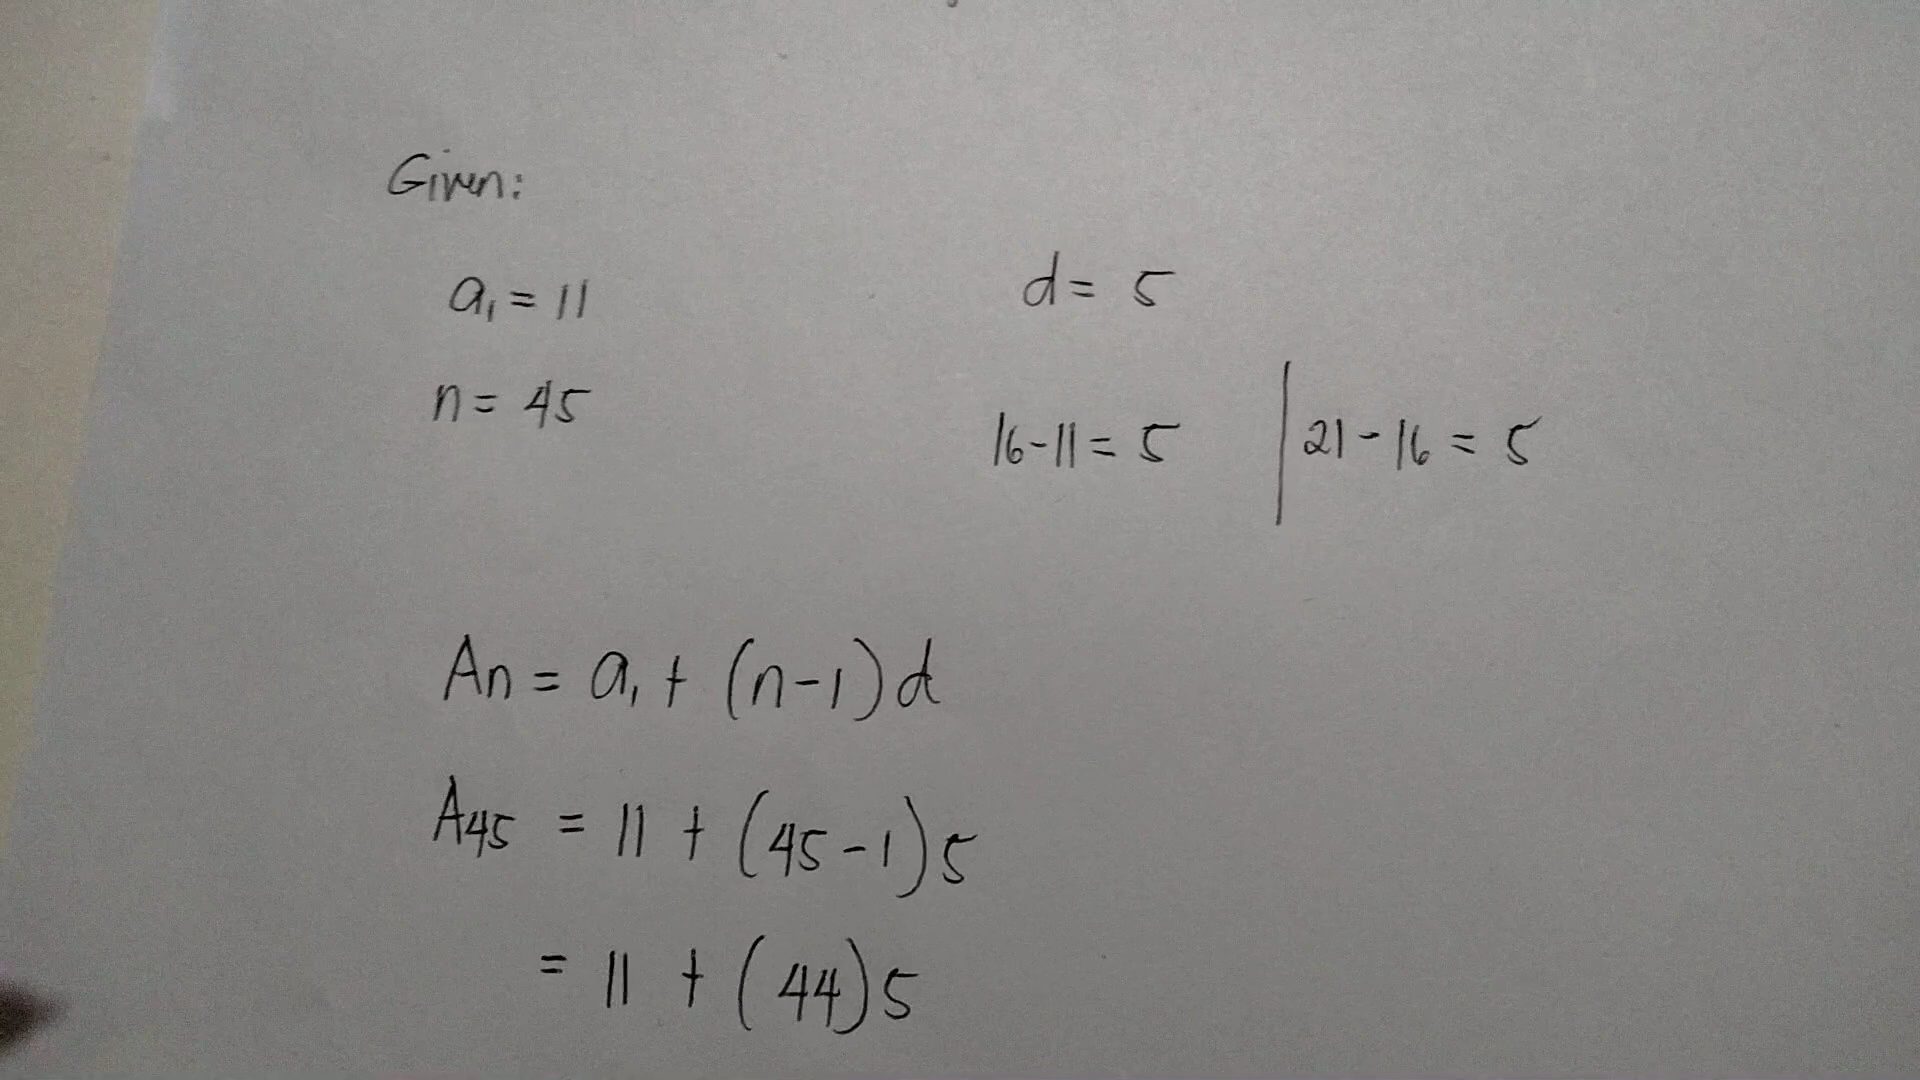 Given:
a₁ = 11
n = 45
d = 5
16-11 = 5 | 21-16 = 5
An = a₁ + (n-1)d
A₄₅ = 11 + (45-1)5
= 11 + (44)5